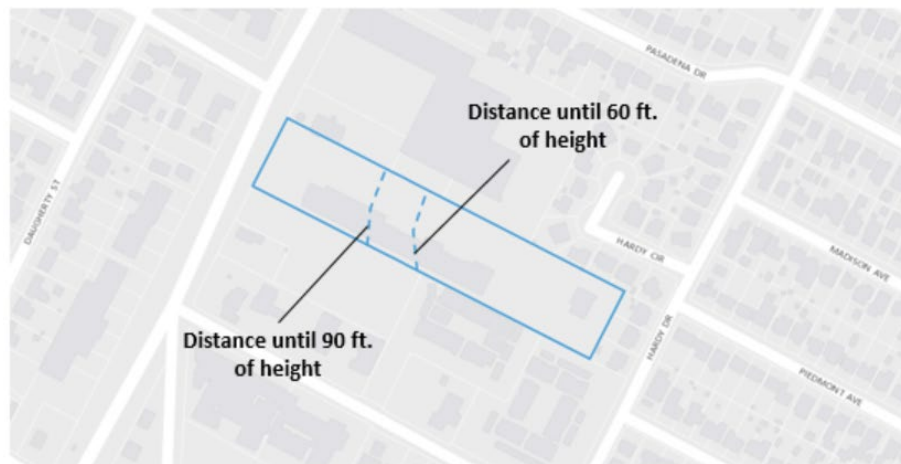 PASADENA DR
Distance until 60 ft.
of height
DAUGHERTY ST
HARDY CIR
MADISON AVE
Distance until 90 ft.
of height
HARDY DR
PIEDMONT AVE